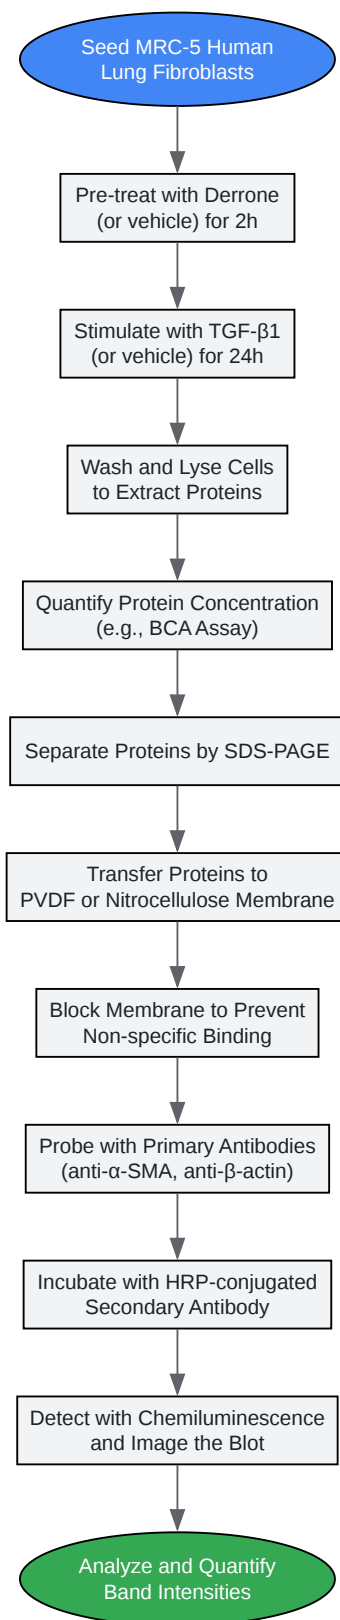 Seed MRC-5 Human
Lung Fibroblasts
Pre-treat with Derrone
(or vehicle) for 2h
Stimulate with TGF-β1
(or vehicle) for 24h
Wash and Lyse Cells
to Extract Proteins
Quantify Protein Concentration
(e.g., BCA Assay)
Separate Proteins by SDS-PAGE
Transfer Proteins to
PVDF or Nitrocellulose Membrane
Block Membrane to Prevent
Non-specific Binding
Probe with Primary Antibodies
(anti-α-SMA, anti-β-actin)
Incubate with HRP-conjugated
Secondary Antibody
Detect with Chemiluminescence
and Image the Blot
Analyze and Quantify
Band Intensities